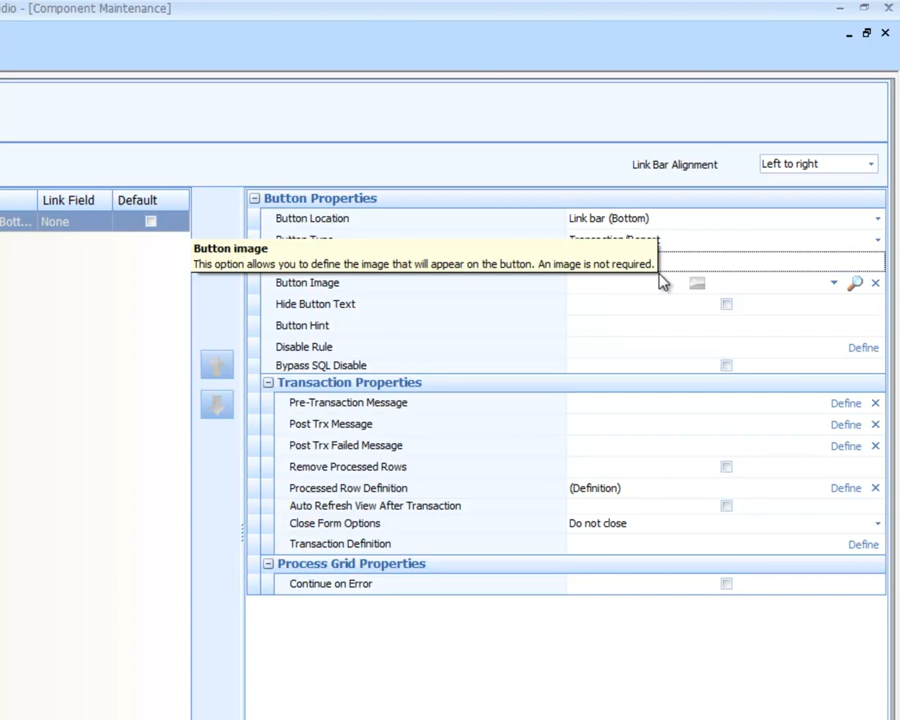 dio - [Component Maintenance]
Link Bar Alignment Left to right
Link Field Default
Bott... None
Button Properties
Button Location Link bar (Bottom)
Button image
This option allows you to define the image that will appear on the button. An image is not required.
Button Image
Hide Button Text
Button Hint
Disable Rule Define
Bypass SQL Disable
Transaction Properties
Pre-Transaction Message Define
Post Trx Message Define
Post Trx Failed Message Define
Remove Processed Rows
Processed Row Definition (Definition) Define
Auto Refresh View After Transaction
Close Form Options Do not close
Transaction Definition Define
Process Grid Properties
Continue on Error